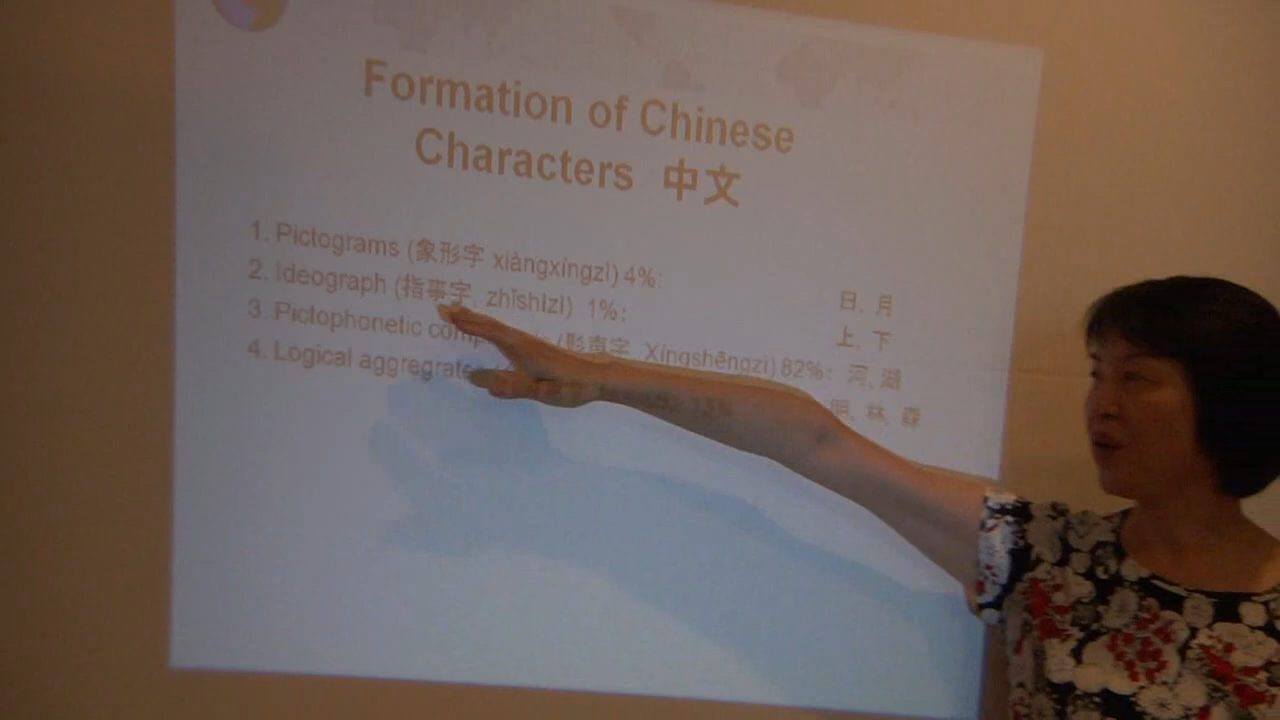 Formation of Chinese
Characters 中文
1. Pictograms (象形字 xiàngxíngzì) 4%: 日, 月
2. Ideograph (指事字, zhǐshìzì) 1%: 上, 下
3. Pictophonetic (形声字, Xíngshēngzì) 82%: 河, 湖
4. Logical aggregrates 13% 明, 林, 森